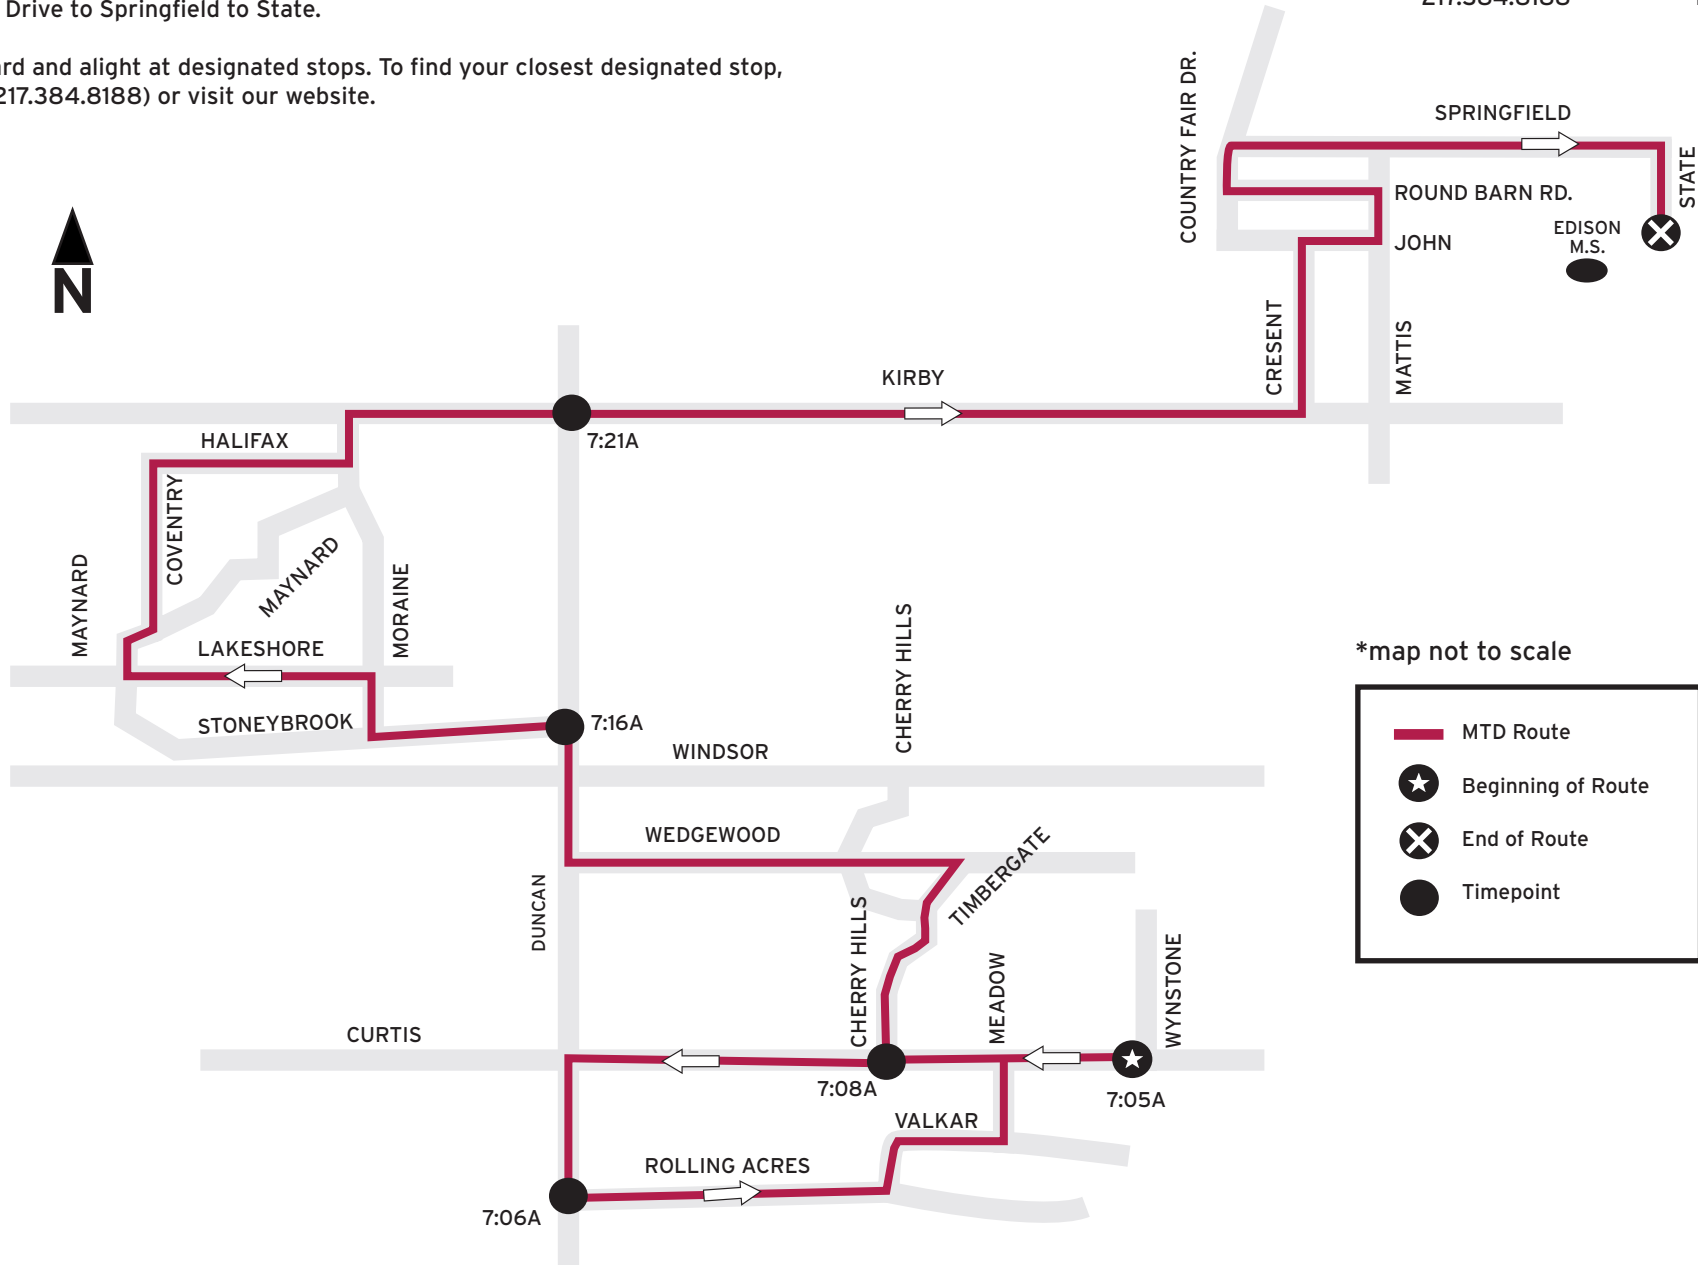 Drive to Springfield to State.
217.384.8188
ard and alight at designated stops. To find your closest designated stop,
217.384.8188) or visit our website.
COUNTRY FAIR DR.
SPRINGFIELD
STATE
ROUND BARN RD.
EDISON
M.S.
JOHN
N
CRESENT
MATTIS
KIRBY
HALIFAX
7:21A
COVENTRY
MAYNARD
MAYNARD
MORAINE
LAKESHORE
CHERRY HILLS
*map not to scale
STONEYBROOK
7:16A
WINDSOR
MTD Route
Beginning of Route
WEDGEWOOD
TIMBERGATE
End of Route
Timepoint
DUNCAN
CHERRY HILLS
MEADOW
WYNSTONE
CURTIS
7:08A
7:05A
VALKAR
ROLLING ACRES
7:06A